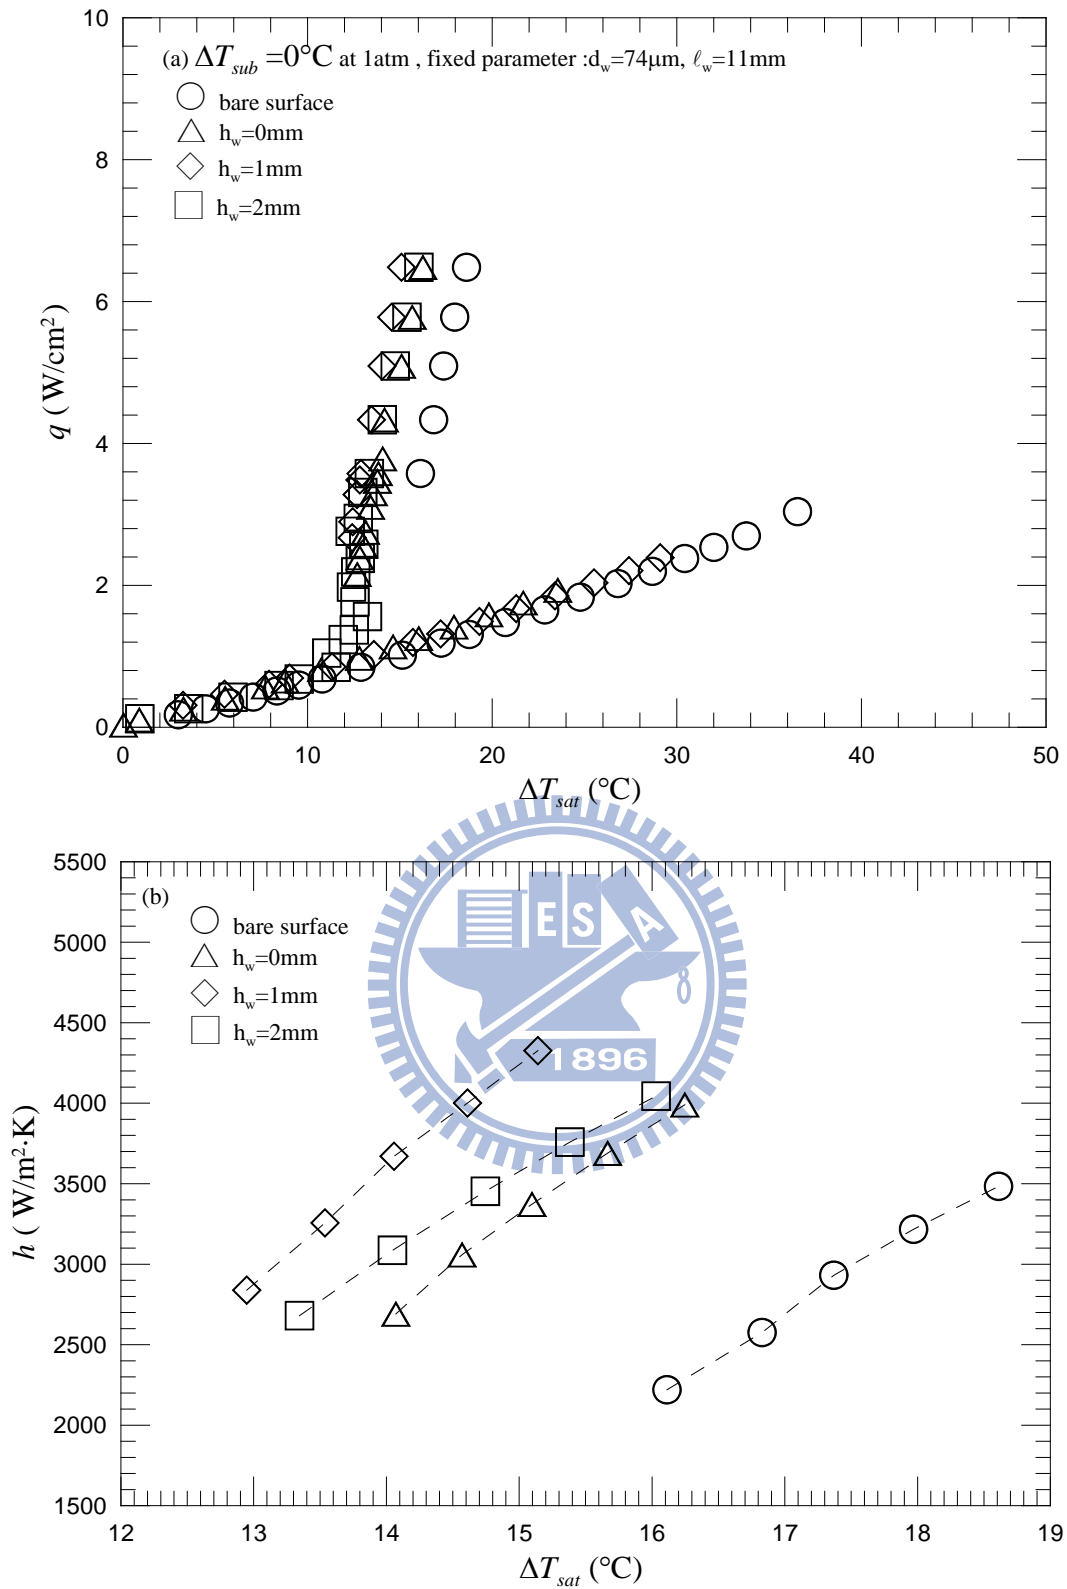 10
(a) ΔT_sub =0°C at 1atm , fixed parameter :d_w=74μm, ℓ_w=11mm
bare surface
h_w=0mm
8
h_w=1mm
h_w=2mm
6
q ( W/cm²)
4
2
0
0 10 20 30 40 50
ΔT_sat (°C)
5500
(b)
bare surface
5000
h_w=0mm
h_w=1mm
4500
h_w=2mm
E S A
1896
4000
h ( W/m²·K)
3500
3000
2500
2000
1500
12 13 14 15 16 17 18 19
ΔT_sat (°C)